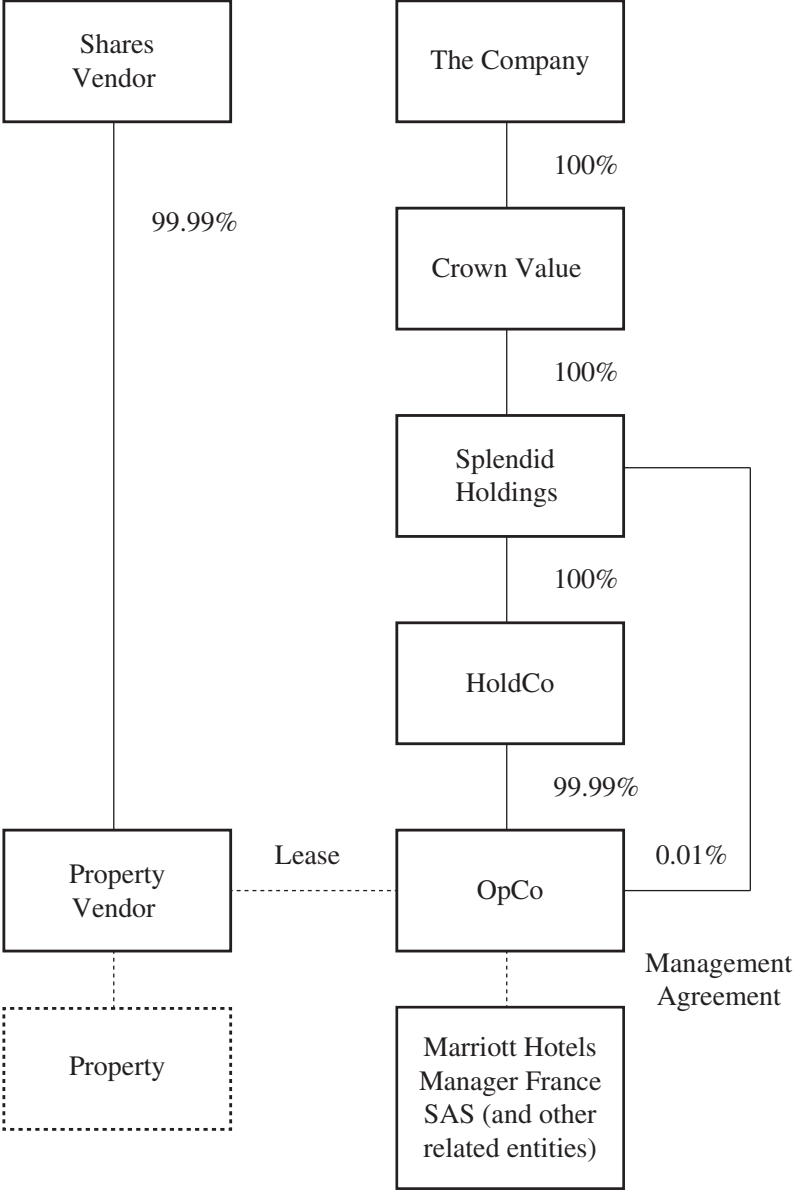 Shares
Vendor
The Company
100%
99.99%
Crown Value
100%
Splendid
Holdings
100%
HoldCo
99.99%
Property
Vendor
Lease
OpCo
0.01%
Management
Agreement
Property
Marriott Hotels
Manager France
SAS (and other
related entities)